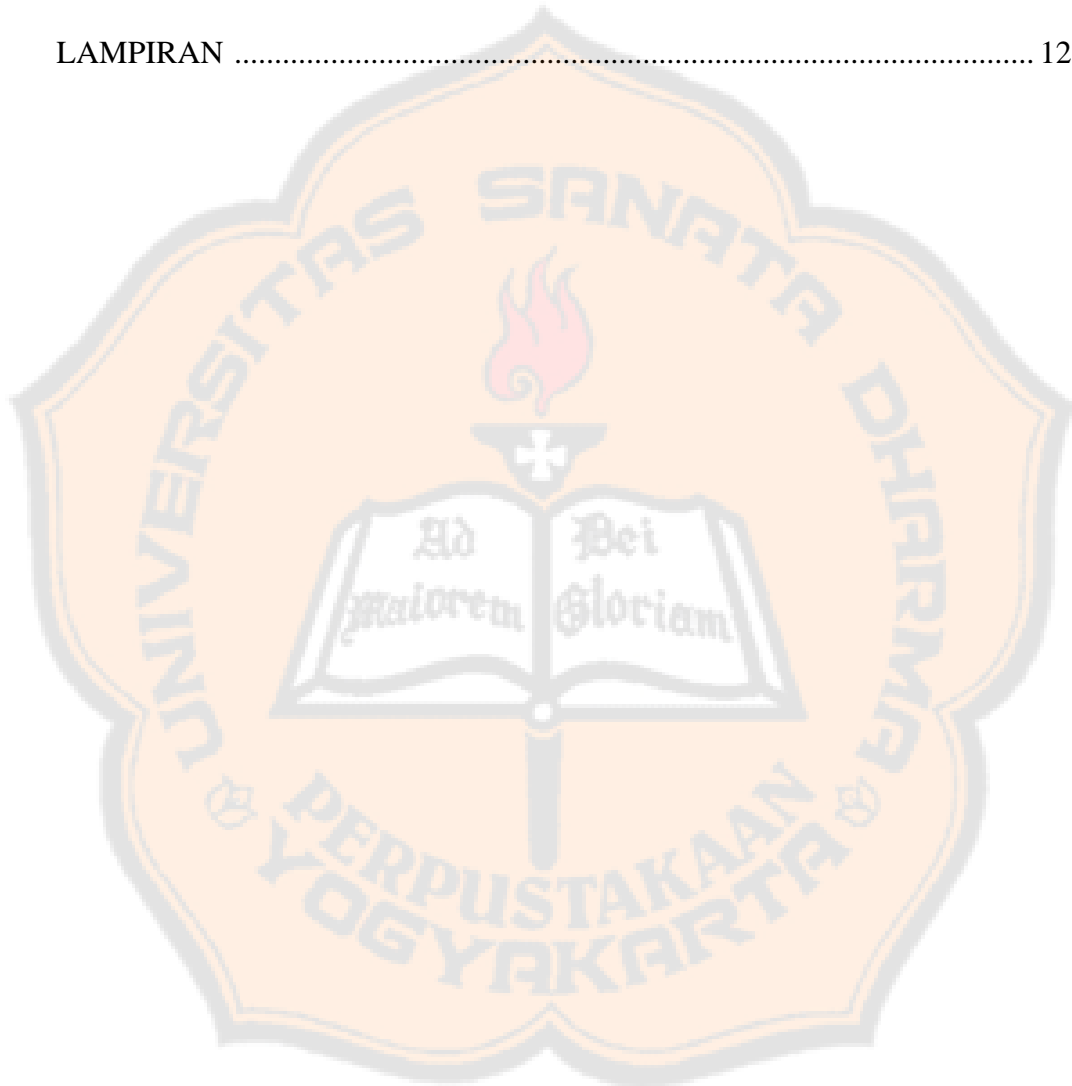 LAMPIRAN .................................................................................................... 12
UNIVERSITAS SANATA DHARMA
Ad Dei
Maiorem Gloriam
PERPUSTAKAAN
YOGYAKARTA